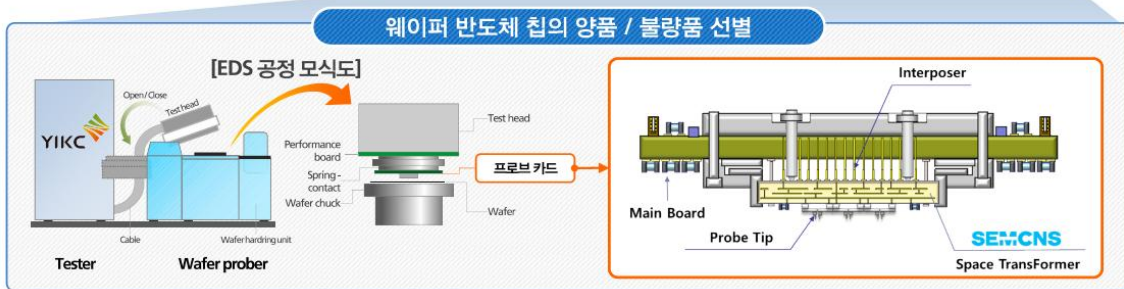 웨이퍼 반도체 칩의 양품 / 불량품 선별
[EDS 공정 모식도]
Open / Close
Test head
YIKC
Cable
Wafer hardring unit
Tester
Wafer prober
Test head
Performance
board
Spring -
contact
Wafer chuck
Wafer
프로브 카드
Interposer
Main Board
Probe Tip
SEMCNS
Space TransFormer